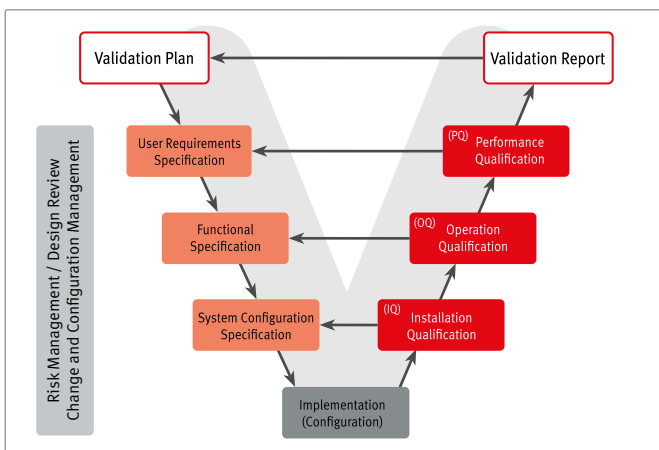 Validation Plan
Validation Report
User Requirements
Specification
(PQ) Performance
Qualification
Functional
Specification
(OQ) Operation
Qualification
System Configuration
Specification
(IQ) Installation
Qualification
Implementation
(Configuration)
Risk Management / Design Review
Change and Configuration Management